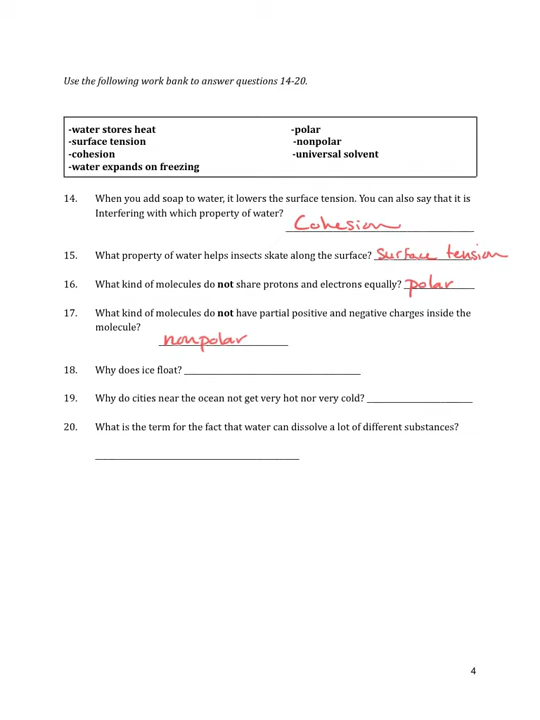 Use the following work bank to answer questions 14-20.
-water stores heat -polar
-surface tension -nonpolar
-cohesion -universal solvent
-water expands on freezing
14. When you add soap to water, it lowers the surface tension. You can also say that it is
Interfering with which property of water?
Cohesion
15. What property of water helps insects skate along the surface? surface tension
16. What kind of molecules do not share protons and electrons equally? polar
17. What kind of molecules do not have partial positive and negative charges inside the
molecule?
nonpolar
18. Why does ice float?
19. Why do cities near the ocean not get very hot nor very cold?
20. What is the term for the fact that water can dissolve a lot of different substances?
4